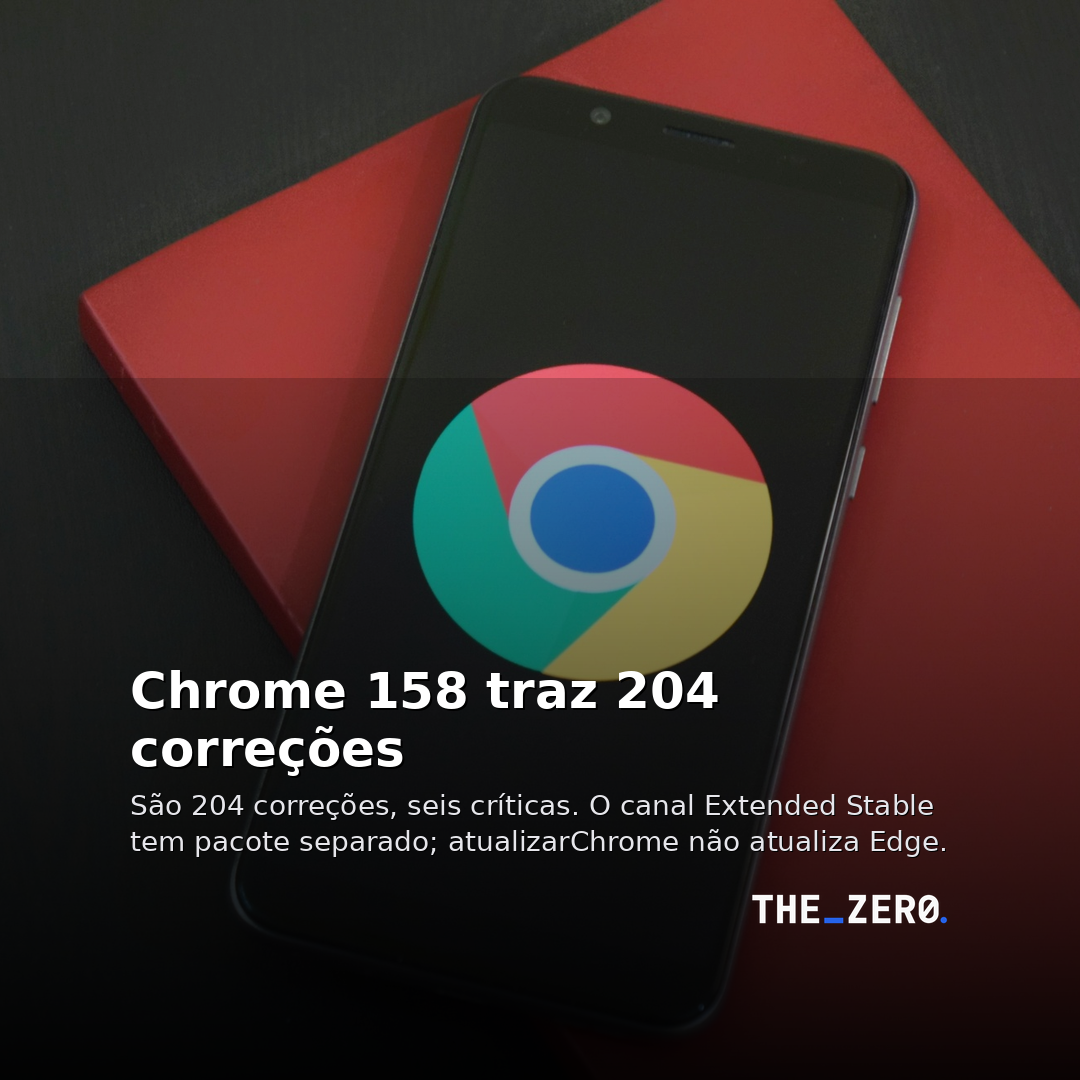 Chrome 158 traz 204
correções
São 204 correções, seis críticas. O canal Extended Stable
tem pacote separado; atualizarChrome não atualiza Edge.
THE_ZER0.